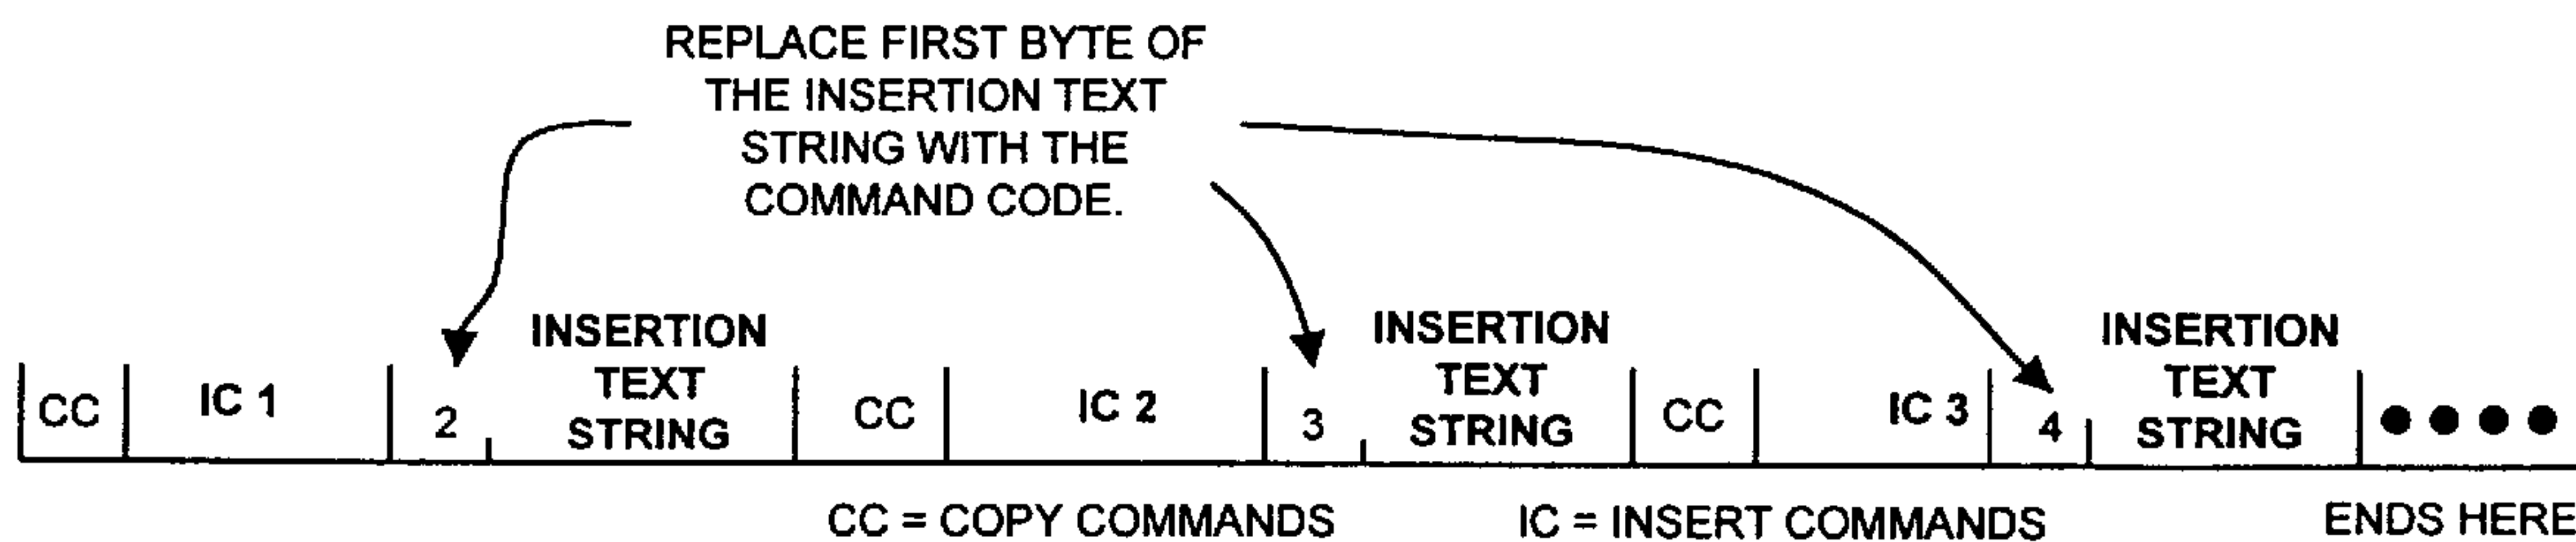 REPLACE FIRST BYTE OF
THE INSERTION TEXT
STRING WITH THE
COMMAND CODE.
CC
IC 1
2
INSERTION
TEXT
STRING
CC
IC 2
3
INSERTION
TEXT
STRING
CC
IC 3
4
INSERTION
TEXT
STRING
CC = COPY COMMANDS
IC = INSERT COMMANDS
ENDS HERE